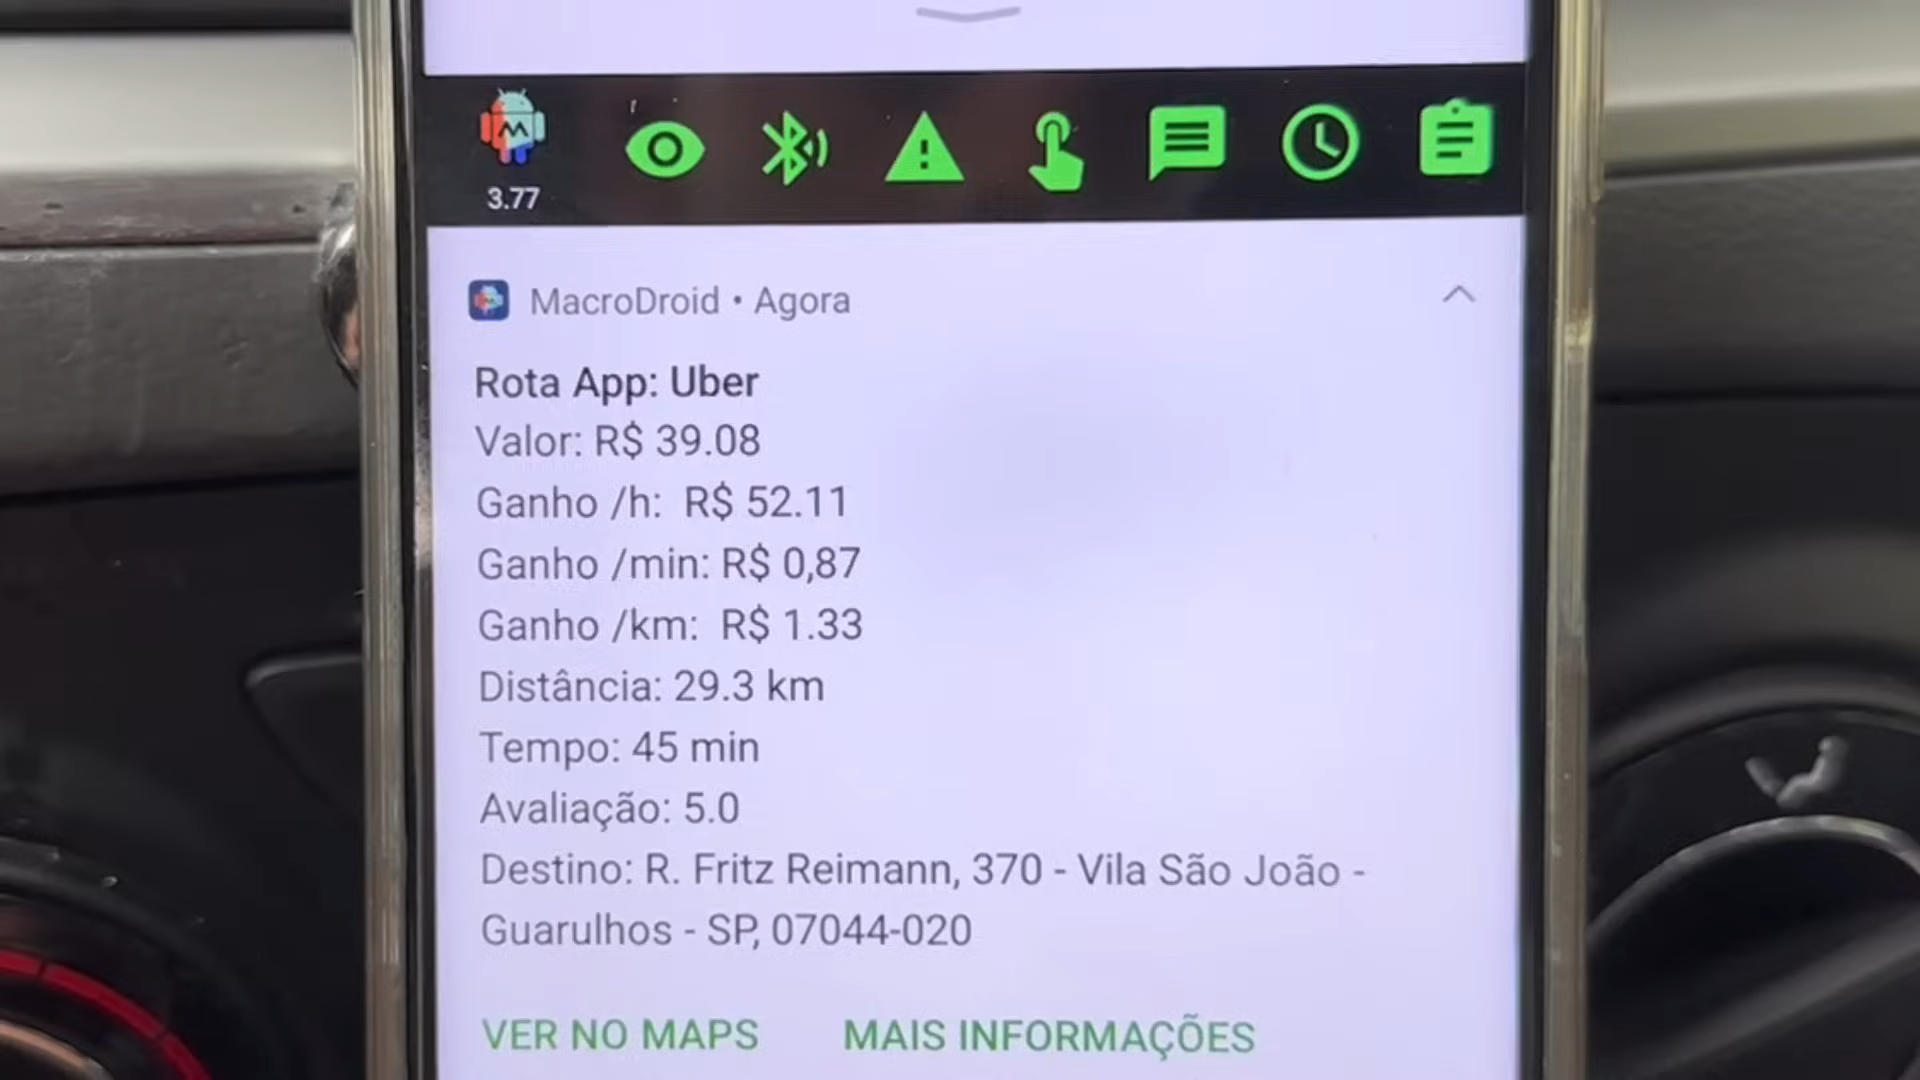 3.77
MacroDroid • Agora
Rota App: Uber
Valor: R$ 39.08
Ganho /h: R$ 52.11
Ganho /min: R$ 0,87
Ganho /km: R$ 1.33
Distância: 29.3 km
Tempo: 45 min
Avaliação: 5.0
Destino: R. Fritz Reimann, 370 - Vila São João -
Guarulhos - SP, 07044-020
VER NO MAPS MAIS INFORMAÇÕES